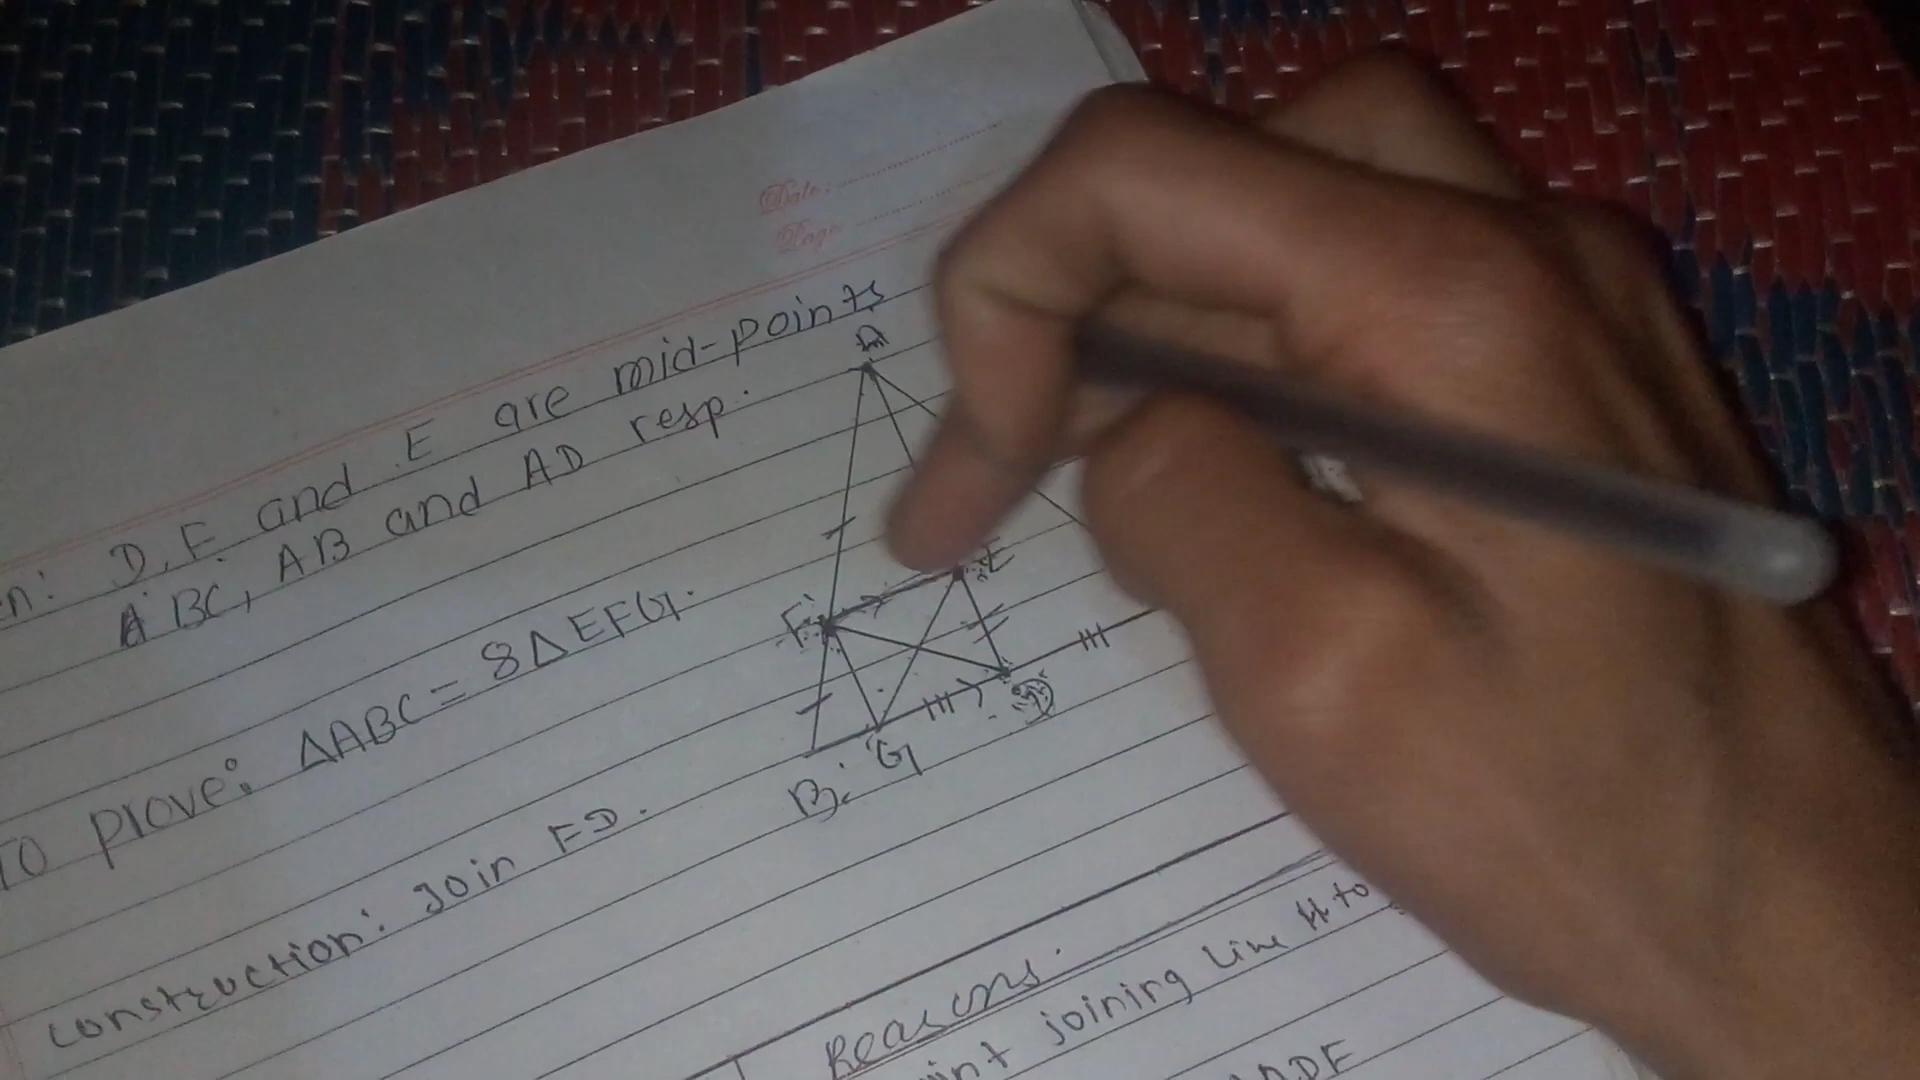 Date:
Page
D, F and E are mid-points
BC, AB and AD resp.
To prove: ΔABC = 8ΔEFG.
construction: Join FD.
A
E
F
D
G
B
Reasons.
joining line || to